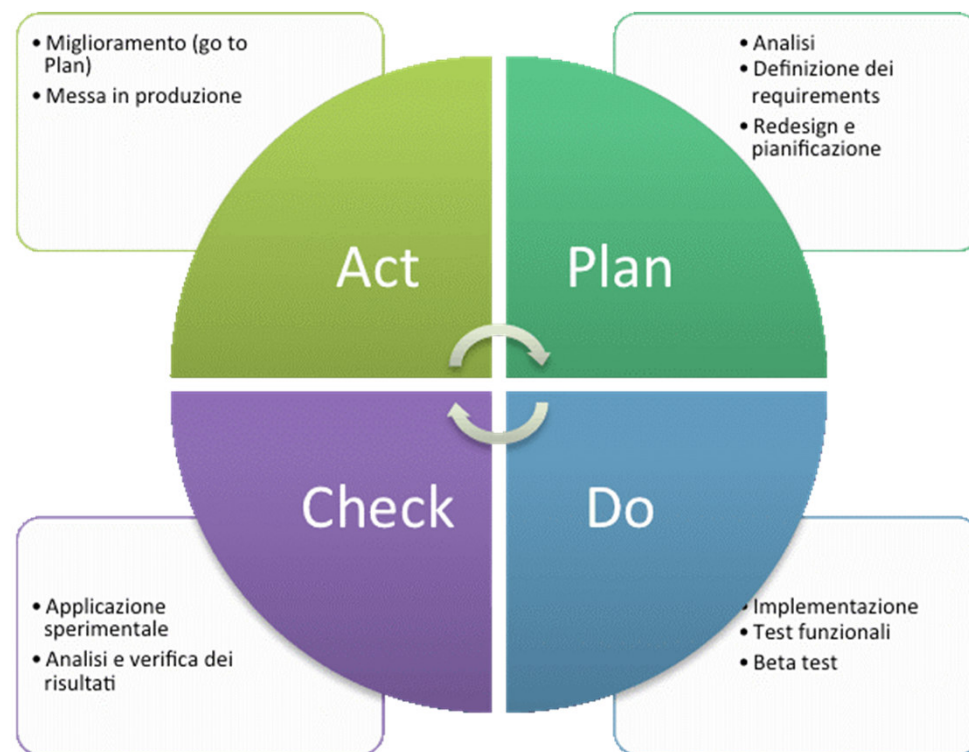 • Miglioramento (go to
Plan)
• Messa in produzione
• Analisi
• Definizione dei
requirements
• Redesign e
pianificazione
Act
Plan
Check
Do
• Applicazione
sperimentale
• Analisi e verifica dei
risultati
• Implementazione
• Test funzionali
• Beta test